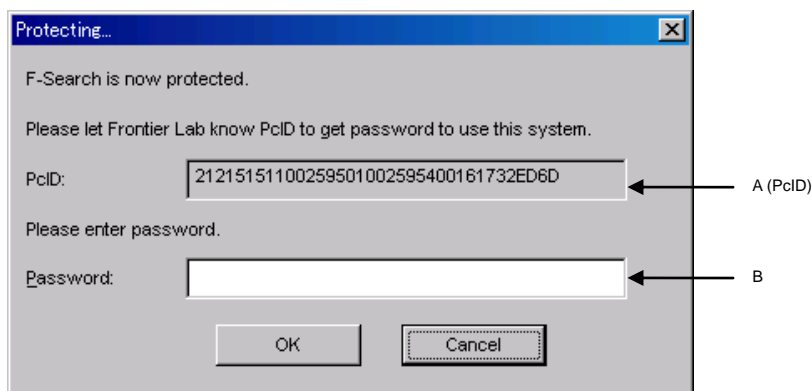 Protecting...
F-Search is now protected.
Please let Frontier Lab know PcID to get password to use this system.
PcID:
212151511002595010025954001617​32ED6D
A (PcID)
Please enter password.
Password:
B
OK
Cancel